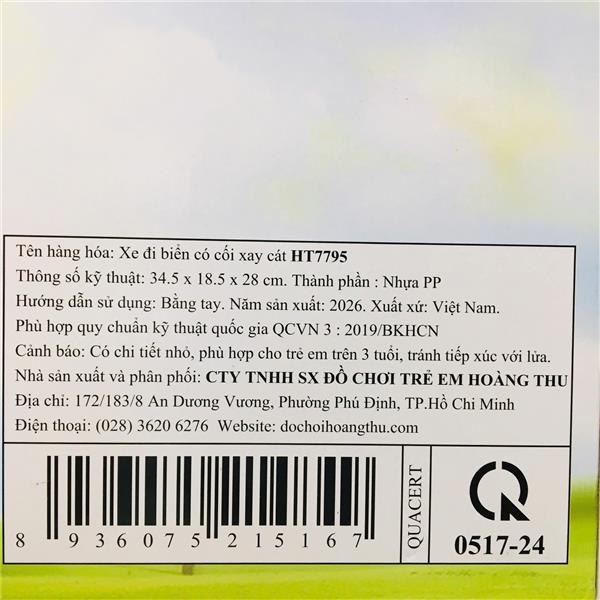 Tên hàng hóa: Xe đi biển có cối xay cát HT7795
Thông số kỹ thuật: 34.5 x 18.5 x 28 cm. Thành phần : Nhựa PP
Hướng dẫn sử dụng: Bằng tay. Năm sản xuất: 2026. Xuất xứ: Việt Nam.
Phù hợp quy chuẩn kỹ thuật quốc gia QCVN 3 : 2019/BKHCN
Cảnh báo: Có chi tiết nhỏ, phù hợp cho trẻ em trên 3 tuổi, tránh tiếp xúc với lửa.
Nhà sản xuất và phân phối: CTY TNHH SX ĐỒ CHƠI TRẺ EM HOÀNG THU
Địa chỉ: 172/183/8 An Dương Vương, Phường Phú Định, TP.Hồ Chí Minh
Điện thoại: (028) 3620 6276 Website: dochoihoangthu.com
8 936075 215167
QUACERT
0517-24